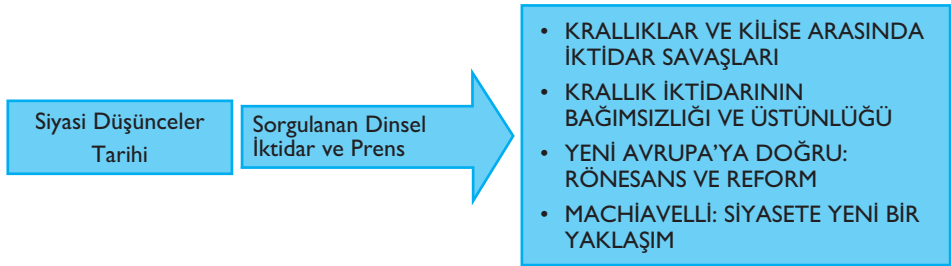 Siyasi Düşünceler
Tarihi
Sorgulanan Dinsel
İktidar ve Prens
• KRALLIKLAR VE KİLİSE ARASINDA
İKTİDAR SAVAŞLARI
• KRALLIK İKTİDARININ
BAĞIMSIZLIĞI VE ÜSTÜNLÜĞÜ
• YENİ AVRUPA’YA DOĞRU:
RÖNESANS VE REFORM
• MACHİAVELLİ: SİYASETE YENİ BİR
YAKLAŞIM